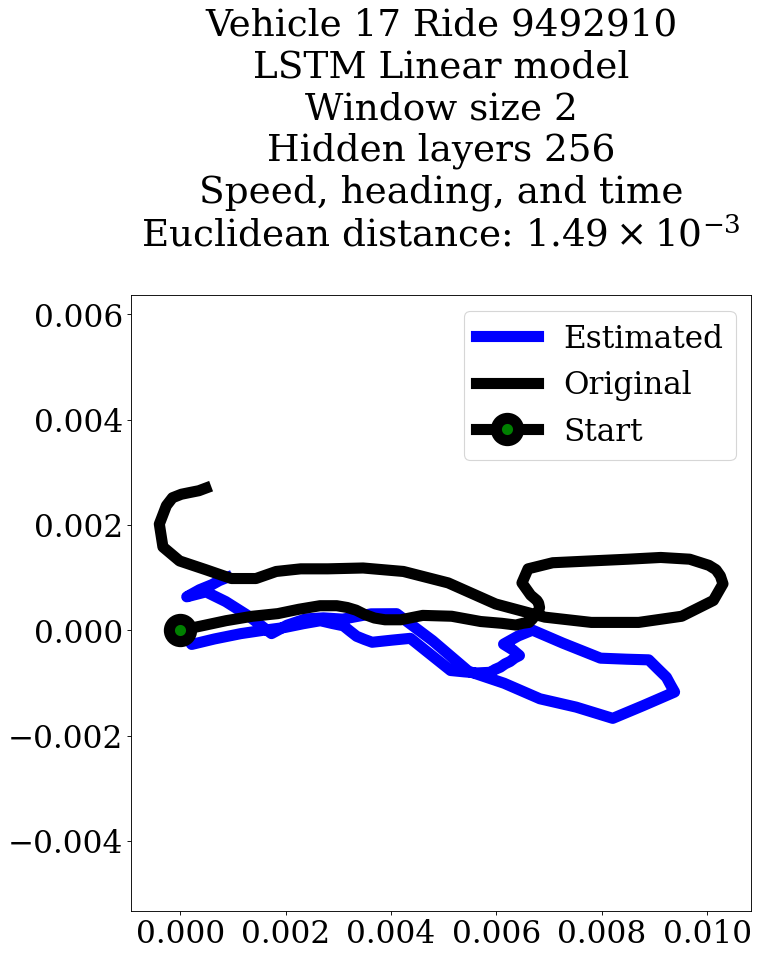 Vehicle 17 Ride 9492910
LSTM Linear model
Window size 2
Hidden layers 256
Speed, heading, and time
Euclidean distance: 1.49 × 10⁻³
Estimated
Original
Start
0.006
0.004
0.002
0.000
−0.002
−0.004
0.000 0.002 0.004 0.006 0.008 0.010